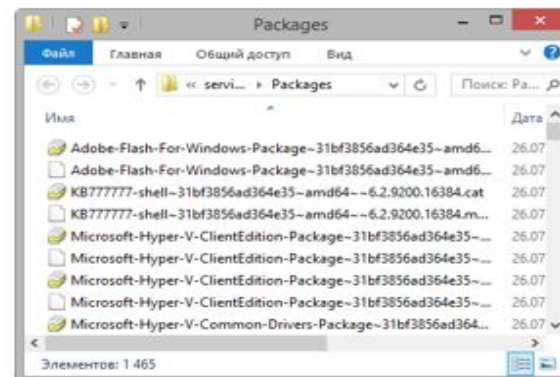 Packages
Файл Главная Общий доступ Вид
« servi... Packages Поиск: Pa...
Имя Дата
Adobe-Flash-For-Windows-Package~31bf3856ad364e35~amd6... 26.07
Adobe-Flash-For-Windows-Package~31bf3856ad364e35~amd6... 26.07
KB777777-shell~31bf3856ad364e35~amd64~~6.2.9200.16384.cat 26.07
KB777777-shell~31bf3856ad364e35~amd64~~6.2.9200.16384.m... 26.07
Microsoft-Hyper-V-ClientEdition-Package~31bf3856ad364e35~... 26.07
Microsoft-Hyper-V-ClientEdition-Package~31bf3856ad364e35~... 26.07
Microsoft-Hyper-V-ClientEdition-Package~31bf3856ad364e35~... 26.07
Microsoft-Hyper-V-ClientEdition-Package~31bf3856ad364e35~... 26.07
Microsoft-Hyper-V-Common-Drivers-Package~31bf3856ad364... 26.07
Элементов: 1 465